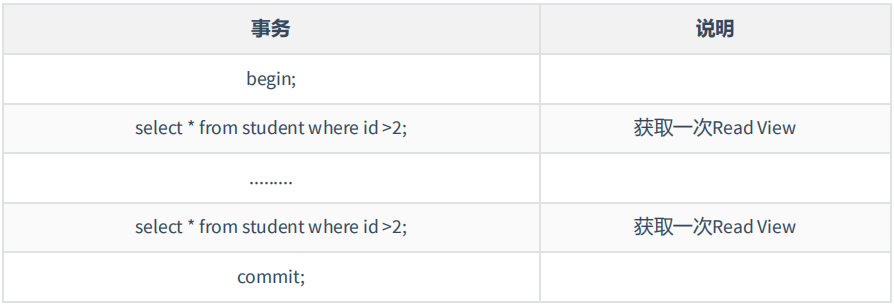 事务 说明
begin;
select * from student where id >2; 获取一次Read View
………
select * from student where id >2; 获取一次Read View
commit;